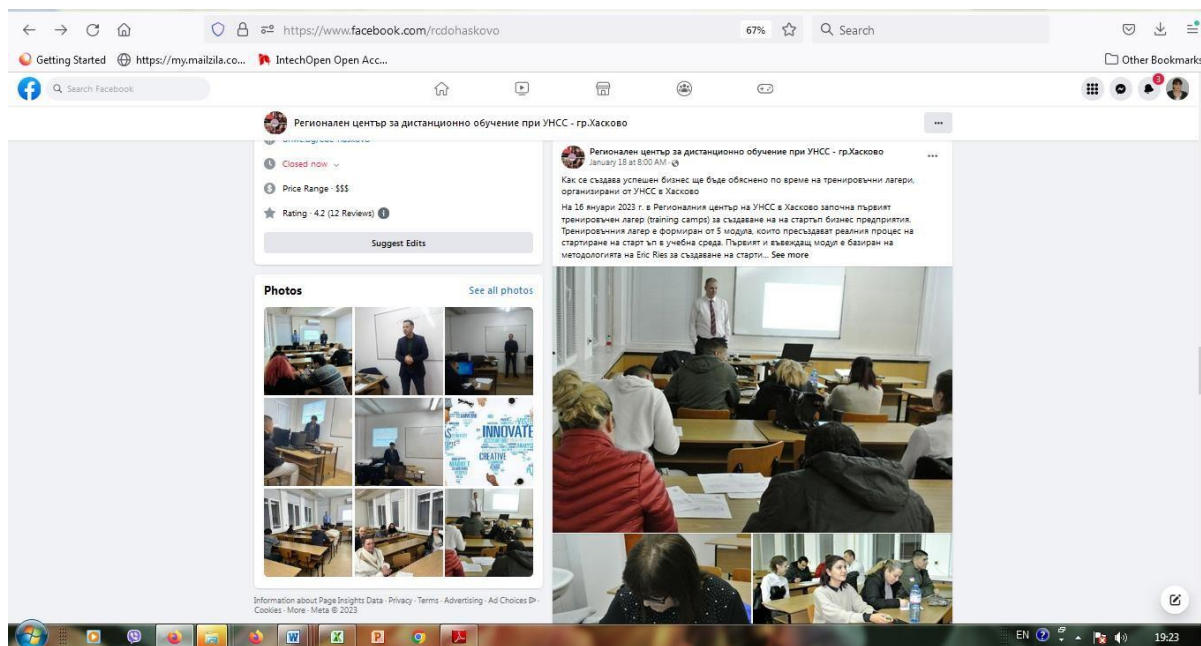 https://www.facebook.com/rcdohaskovo
67%
Search
Getting Started
https://my.mailzila.co...
IntechOpen Open Acc...
Other Bookmarks
Search Facebook
3
Регионален център за дистанционно обучение при УНСС - гр.Хасково
Closed now
Price Range · $$$
Rating · 4.2 (12 Reviews)
Suggest Edits
Photos
See all photos
INNOVATE
CREATIVE
MARKET
Information about Page Insights Data · Privacy · Terms · Advertising · Ad Choices ·
Cookies · More · Meta © 2023
Регионален център за дистанционно обучение при УНСС - гр.Хасково
January 18 at 8:00 AM ·
Как се създава успешен бизнес ще бъде обяснено по време на тренировъчни лагери,
организирани от УНСС в Хасково
На 16 януари 2023 г. в Регионалния център на УНСС в Хасково започна първият
тренировъчен лагер (training camps) за създаване на на стартъп бизнес предприятия.
Тренировчния лагер е формиран от 5 модула, които пресъздават реалния процес на
стартиране на старт ъп в учебна среда. Първият и въвеждащ модул е базиран на
методологията на Eric Ries за създаване на старти... See more
EN
19:23